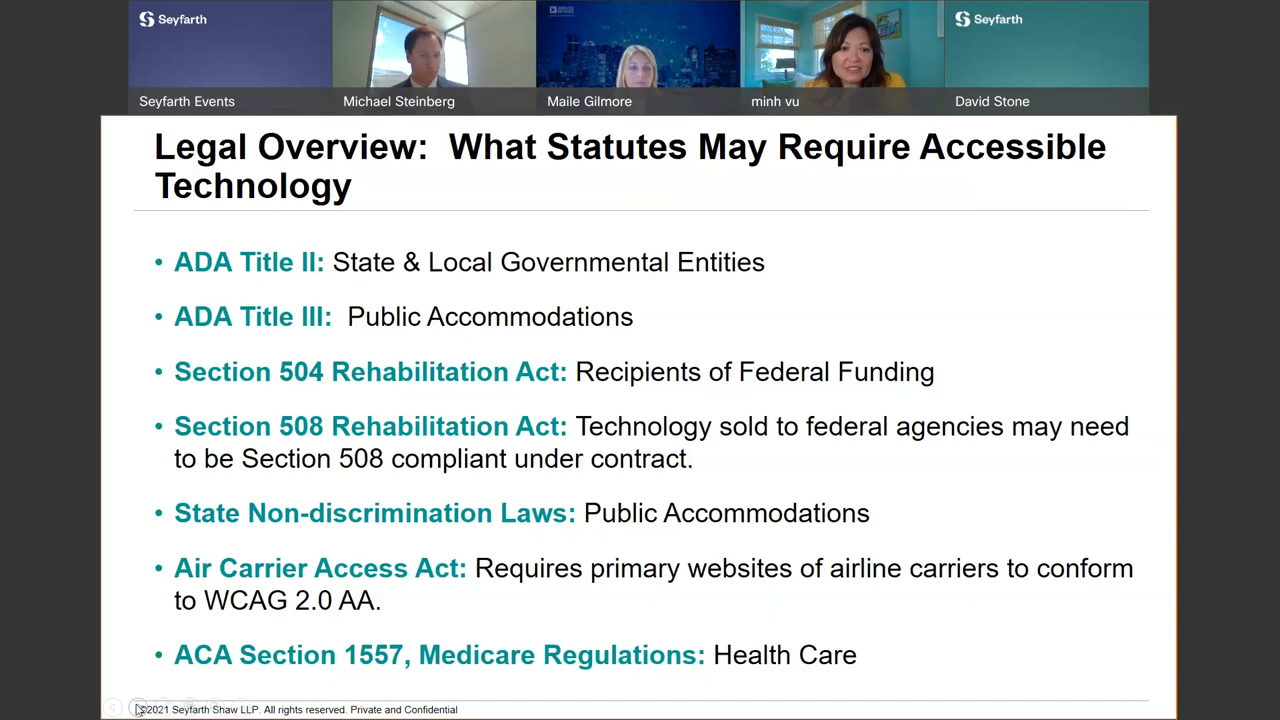 Seyfarth
Seyfarth
Seyfarth Events
Michael Steinberg
Maile Gilmore
minh vu
David Stone
Legal Overview:  What Statutes May Require Accessible
Technology
• ADA Title II: State & Local Governmental Entities
• ADA Title III:  Public Accommodations
• Section 504 Rehabilitation Act: Recipients of Federal Funding
• Section 508 Rehabilitation Act: Technology sold to federal agencies may need
to be Section 508 compliant under contract.
• State Non-discrimination Laws: Public Accommodations
• Air Carrier Access Act: Requires primary websites of airline carriers to conform
to WCAG 2.0 AA.
• ACA Section 1557, Medicare Regulations: Health Care
©2021 Seyfarth Shaw LLP. All rights reserved. Private and Confidential